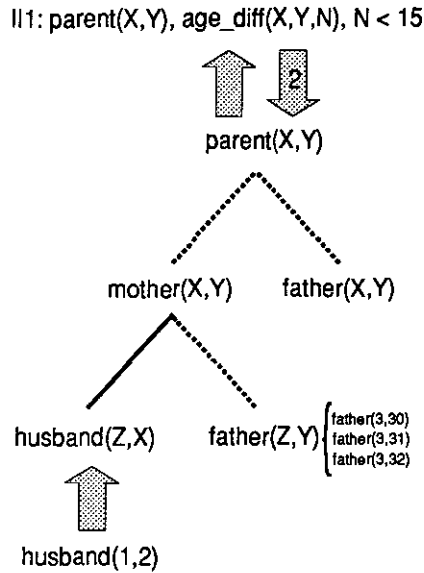 II1: parent(X,Y), age_diff(X,Y,N), N < 15
2
parent(X,Y)
mother(X,Y) father(X,Y)
husband(Z,X) father(Z,Y)
father(3,30)
father(3,31)
father(3,32)
husband(1,2)